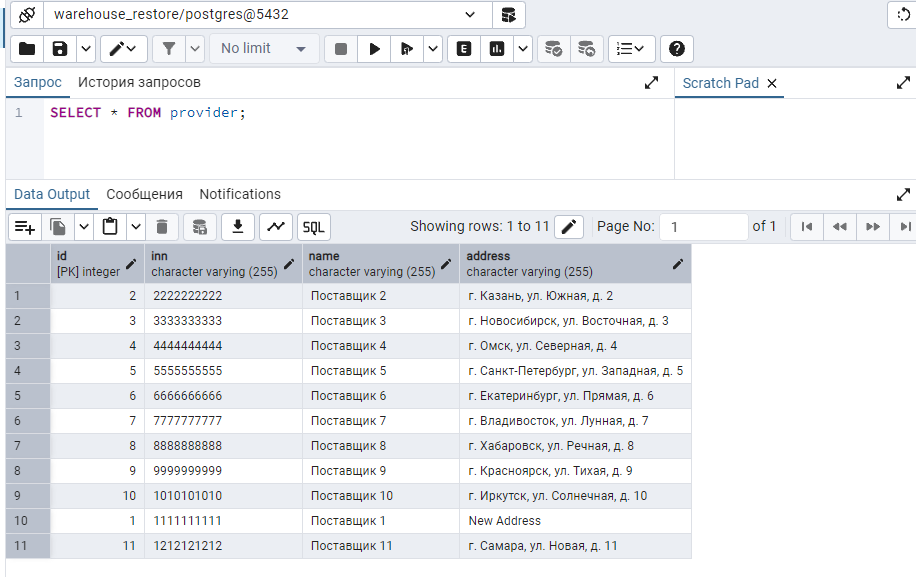 warehouse_restore/postgres@5432
No limit
Запрос История запросов
Scratch Pad
1 SELECT * FROM provider;
Data Output Сообщения Notifications
SQL Showing rows: 1 to 11 Page No: 1 of 1
id inn name address
[PK] integer character varying (255) character varying (255) character varying (255)
1 2 2222222222 Поставщик 2 г. Казань, ул. Южная, д. 2
2 3 3333333333 Поставщик 3 г. Новосибирск, ул. Восточная, д. 3
3 4 4444444444 Поставщик 4 г. Омск, ул. Северная, д. 4
4 5 5555555555 Поставщик 5 г. Санкт-Петербург, ул. Западная, д. 5
5 6 6666666666 Поставщик 6 г. Екатеринбург, ул. Прямая, д. 6
6 7 7777777777 Поставщик 7 г. Владивосток, ул. Лунная, д. 7
7 8 8888888888 Поставщик 8 г. Хабаровск, ул. Речная, д. 8
8 9 9999999999 Поставщик 9 г. Красноярск, ул. Тихая, д. 9
9 10 1010101010 Поставщик 10 г. Иркутск, ул. Солнечная, д. 10
10 1 1111111111 Поставщик 1 New Address
11 11 1212121212 Поставщик 11 г. Самара, ул. Новая, д. 11